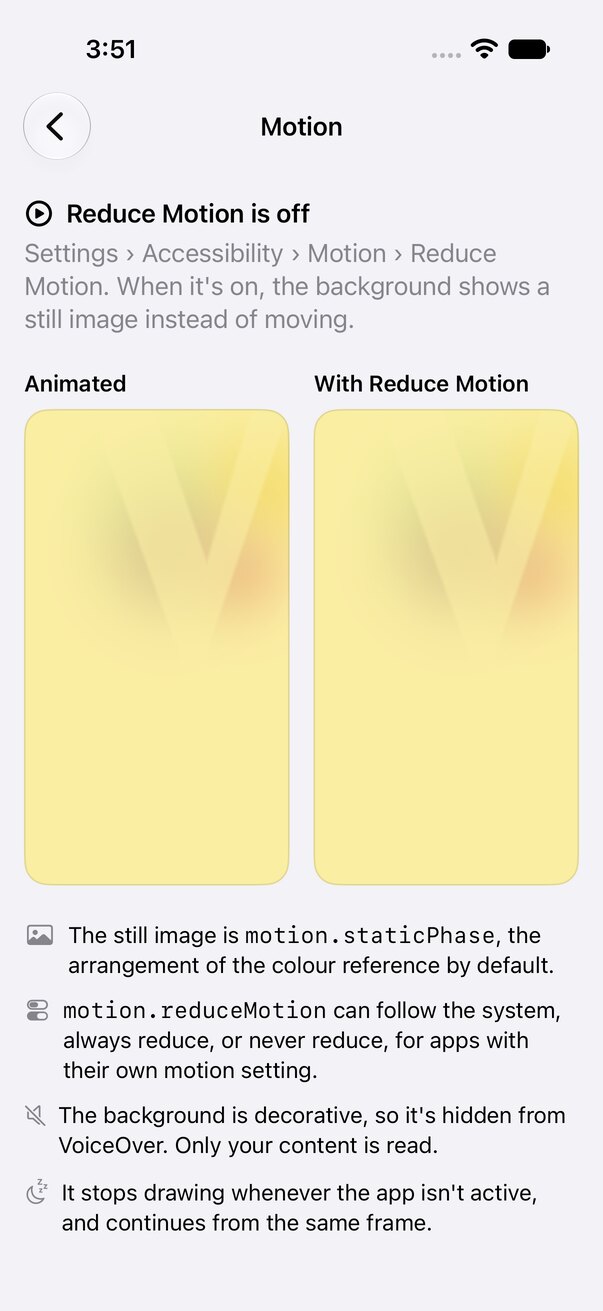 3:51
Motion
Reduce Motion is off
Settings › Accessibility › Motion › Reduce
Motion. When it's on, the background shows a
still image instead of moving.
Animated
With Reduce Motion
The still image is motion.staticPhase, the
arrangement of the colour reference by default.
motion.reduceMotion can follow the system,
always reduce, or never reduce, for apps with
their own motion setting.
The background is decorative, so it's hidden from
VoiceOver. Only your content is read.
It stops drawing whenever the app isn't active,
and continues from the same frame.